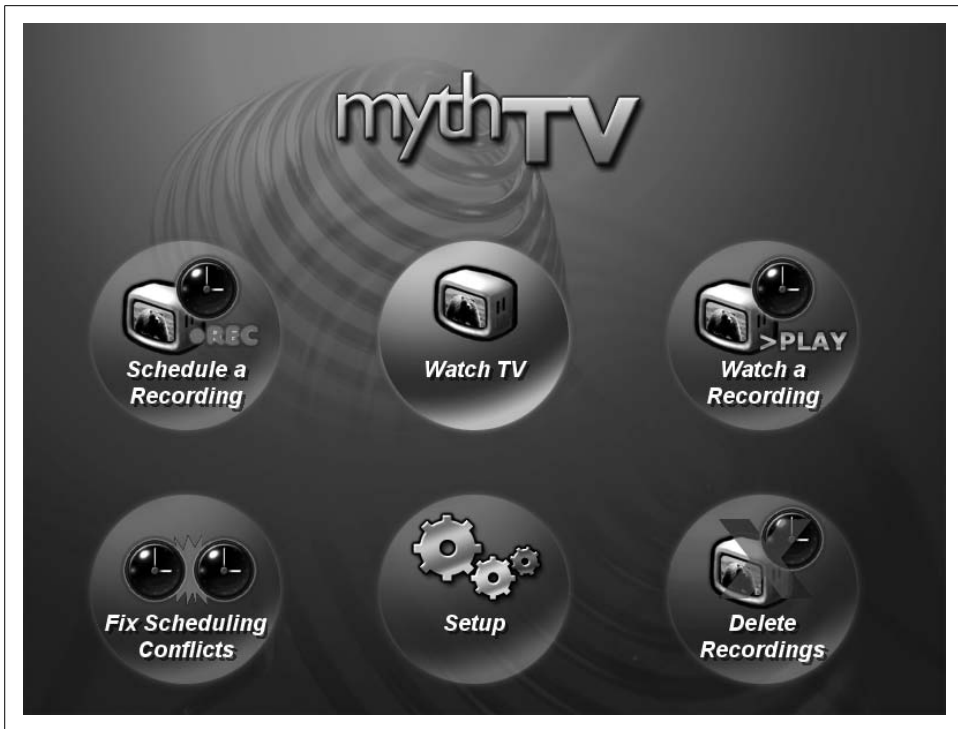 mythTV
REC
Schedule a
Recording
Watch TV
>PLAY
Watch a
Recording
Fix Scheduling
Conflicts
Setup
Delete
Recordings